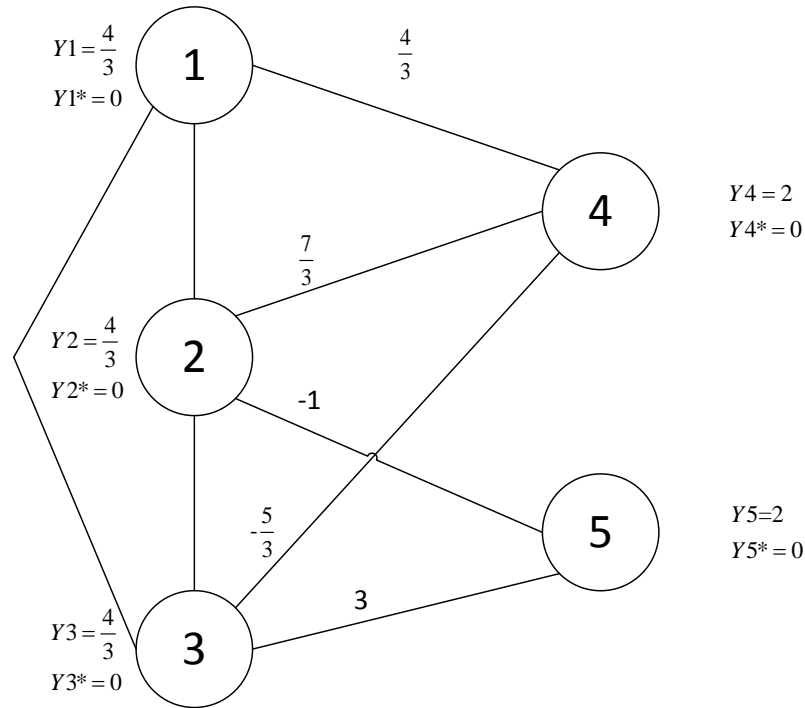 Y1 = 4/3
Y1* = 0
1
4/3
4
Y4 = 2
Y4* = 0
7/3
Y2 = 4/3
Y2* = 0
2
-1
-5/3
5
Y5=2
Y5* = 0
3
Y3 = 4/3
Y3* = 0
3